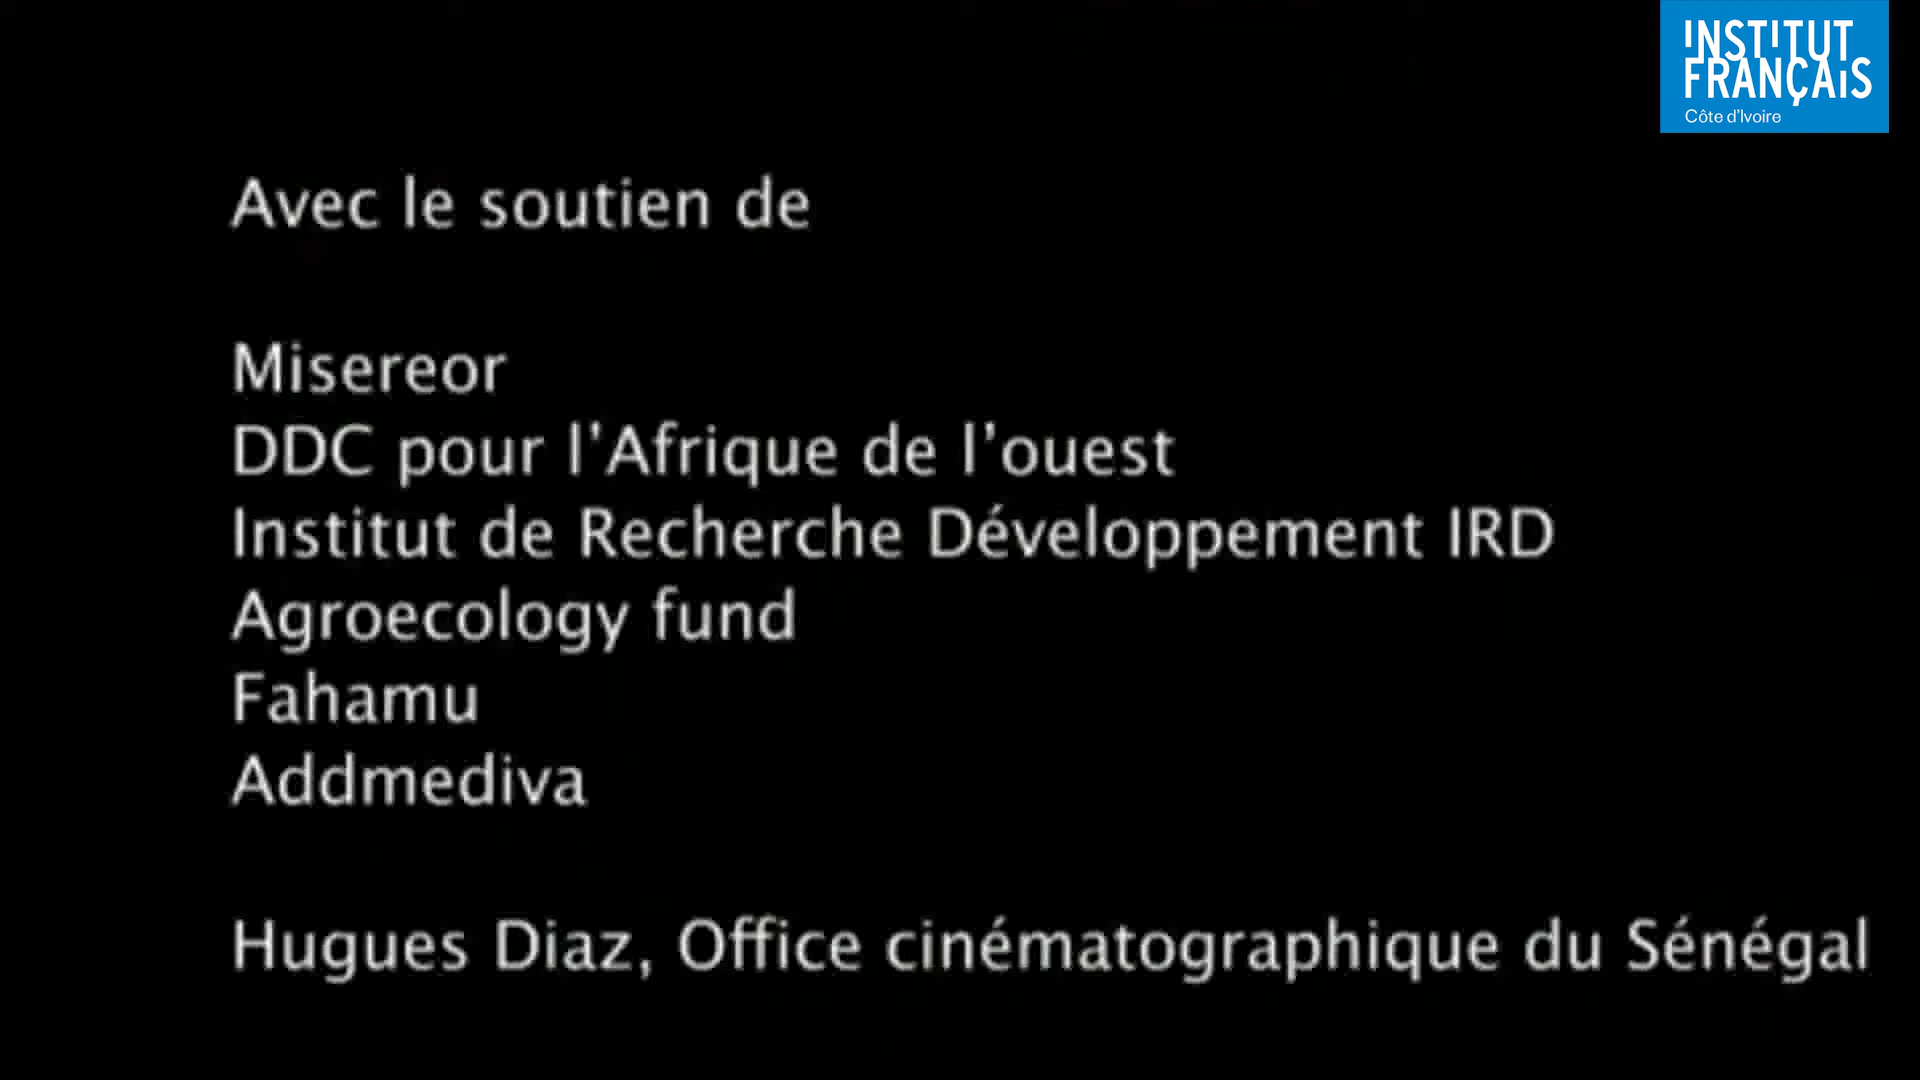 INSTITUT
FRANÇAIS
Côte d'Ivoire
Avec le soutien de
Misereor
DDC pour l'Afrique de l'ouest
Institut de Recherche Développement IRD
Agroecology fund
Fahamu
Addmediva
Hugues Diaz, Office cinématographique du Sénégal